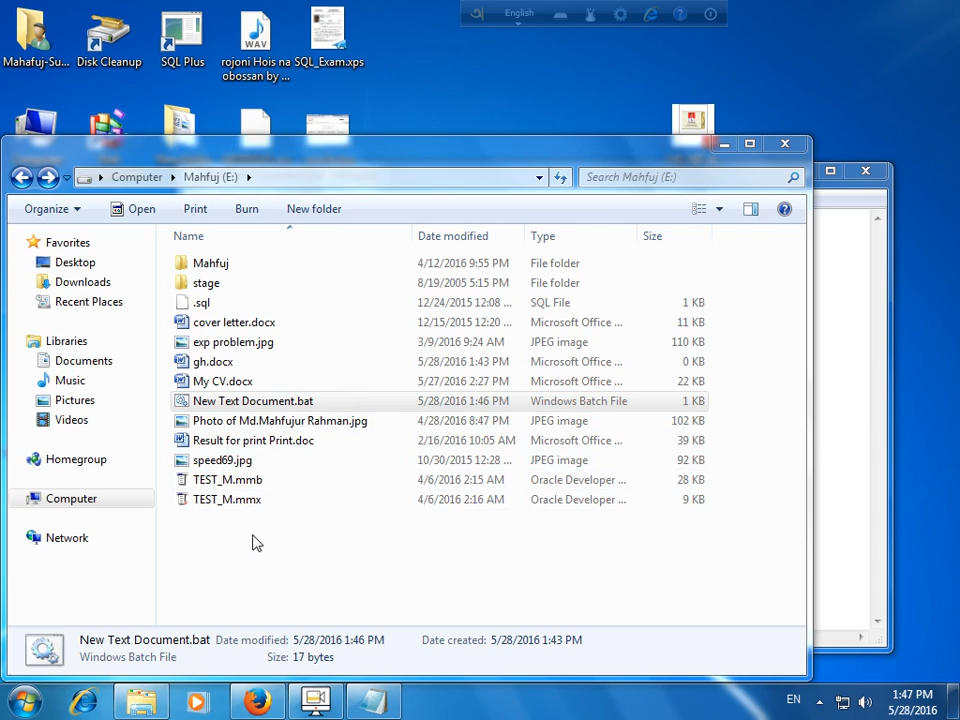 English
Mahafuj-Su...
Disk Cleanup
SQL Plus
WAV
rojoni Hois na
obossan by ...
SQL_Exam.xps
Computer
Mahfuj (E:)
Search Mahfuj (E:)
Organize
Open
Print
Burn
New folder
Name
Date modified
Type
Size
Favorites
Desktop
Downloads
Recent Places
Libraries
Documents
Music
Pictures
Videos
Homegroup
Computer
Network
Mahfuj 4/12/2016 9:55 PM File folder
stage 8/19/2005 5:15 PM File folder
.sql 12/24/2015 12:08 ... SQL File 1 KB
cover letter.docx 12/15/2015 12:20 ... Microsoft Office ... 11 KB
exp problem.jpg 3/9/2016 9:24 AM JPEG image 110 KB
gh.docx 5/28/2016 1:43 PM Microsoft Office ... 0 KB
My CV.docx 5/27/2016 2:27 PM Microsoft Office ... 22 KB
New Text Document.bat 5/28/2016 1:46 PM Windows Batch File 1 KB
Photo of Md.Mahfujur Rahman.jpg 4/28/2016 8:47 PM JPEG image 102 KB
Result for print Print.doc 2/16/2016 10:05 AM Microsoft Office ... 39 KB
speed69.jpg 10/30/2015 12:28 ... JPEG image 92 KB
TEST_M.mmb 4/6/2016 2:15 AM Oracle Developer ... 28 KB
TEST_M.mmx 4/6/2016 2:16 AM Oracle Developer ... 9 KB
New Text Document.bat Date modified: 5/28/2016 1:46 PM Date created: 5/28/2016 1:43 PM
Windows Batch File Size: 17 bytes
EN
1:47 PM
5/28/2016